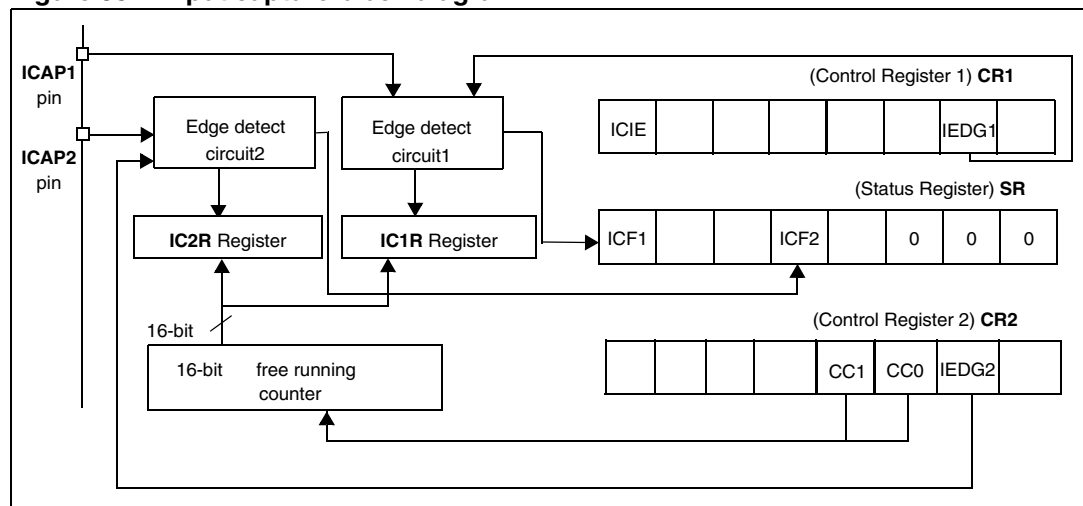 ICAP1
pin
ICAP2
pin
Edge detect
circuit2
Edge detect
circuit1
IC2R Register
IC1R Register
16-bit
16-bit free running
counter
(Control Register 1) CR1
ICIE IEDG1
(Status Register) SR
ICF1 ICF2 0 0 0
(Control Register 2) CR2
CC1 CC0 IEDG2